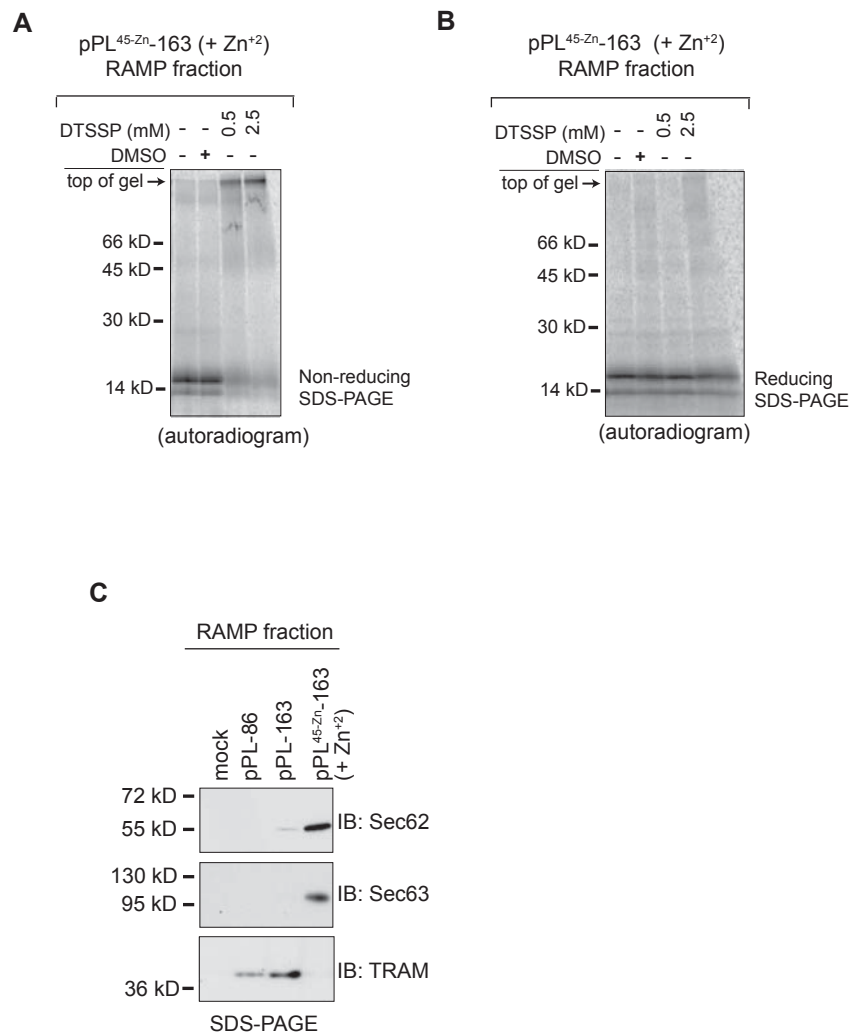 A
pPL45-Zn-163 (+ Zn+2)
RAMP fraction
DTSSP (mM) - - 0.5 2.5
DMSO - + - -
top of gel →
66 kD
45 kD
30 kD
14 kD
Non-reducing
SDS-PAGE
(autoradiogram)
B
pPL45-Zn-163 (+ Zn+2)
RAMP fraction
DTSSP (mM) - - 0.5 2.5
DMSO - + - -
top of gel →
66 kD
45 kD
30 kD
14 kD
Reducing
SDS-PAGE
(autoradiogram)
C
RAMP fraction
mock
pPL-86
pPL-163
pPL45-Zn-163
(+ Zn+2)
72 kD
55 kD
IB: Sec62
130 kD
95 kD
IB: Sec63
36 kD
IB: TRAM
SDS-PAGE